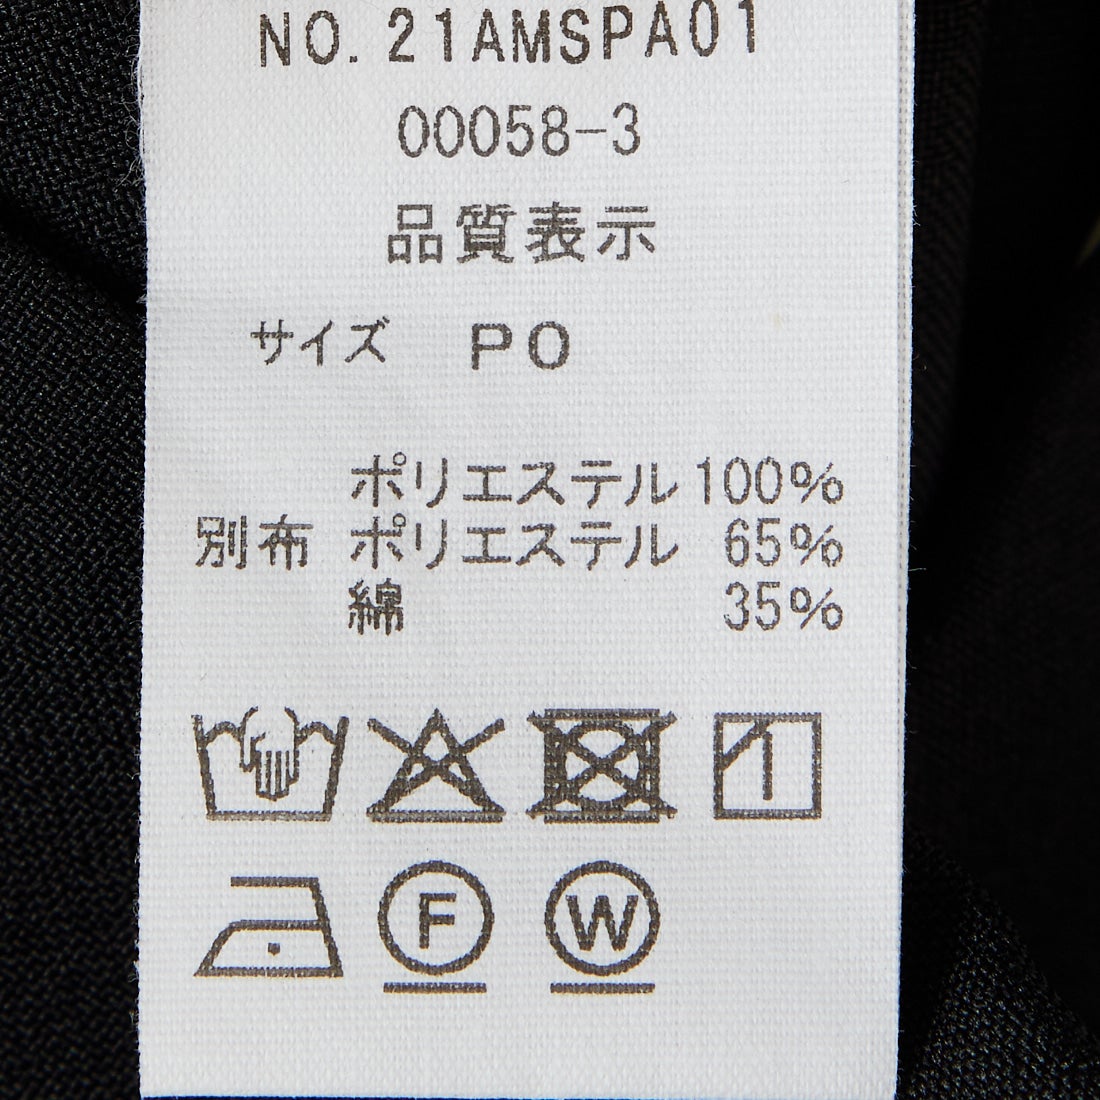 NO. 21AMSPA01
00058-3
品質表示
サイズ PO
ポリエステル 100%
別布 ポリエステル 65%
綿 35%
F W